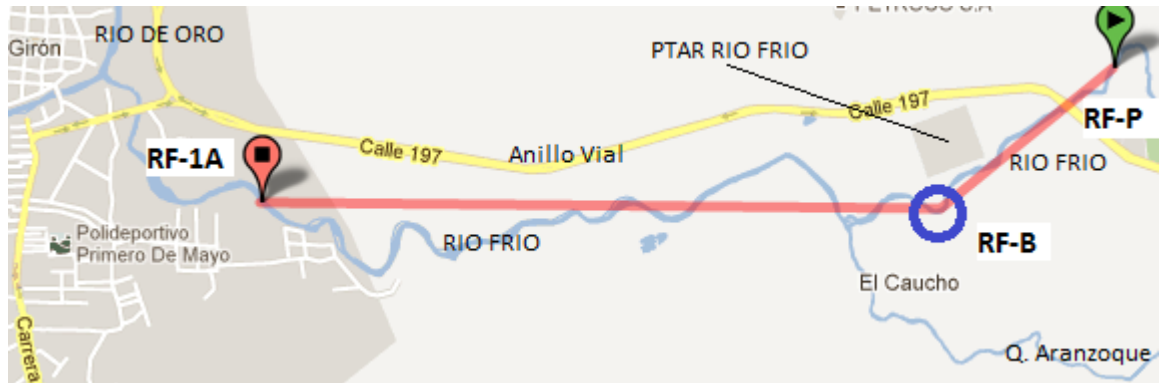 RIO DE ORO
Girón
PTAR RIO FRIO
Calle 197
RF-P
RF-1A
Calle 197
Anillo Vial
RIO FRIO
RIO FRIO
RF-B
Polideportivo
Primero De Mayo
El Caucho
Q. Aranzoque
Carrera